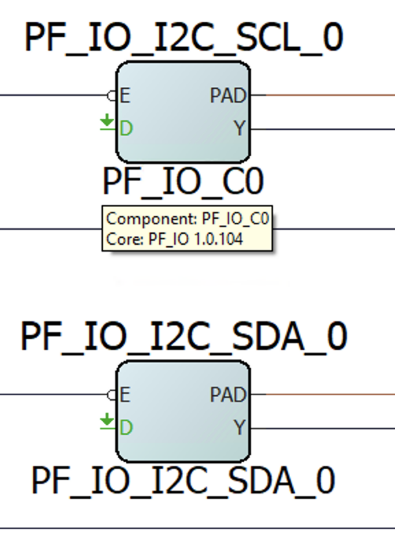 PF_IO_I2C_SCL_0
E PAD
D Y
PF_IO_C0
Component: PF_IO_C0
Core: PF_IO 1.0.104
PF_IO_I2C_SDA_0
E PAD
D Y
PF_IO_I2C_SDA_0